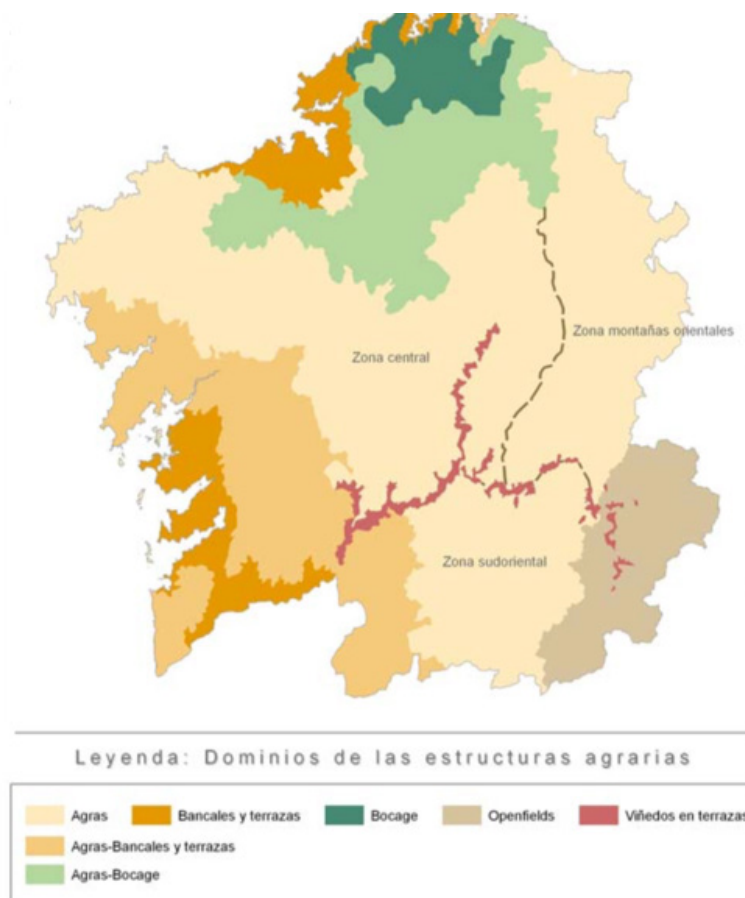 Zona montañas orientales
Zona central
Zona sudoriental
Leyenda: Dominios de las estructuras agrarias
Agras Bancales y terrazas Bocage Openfields Viñedos en terrazas
Agras-Bancales y terrazas
Agras-Bocage